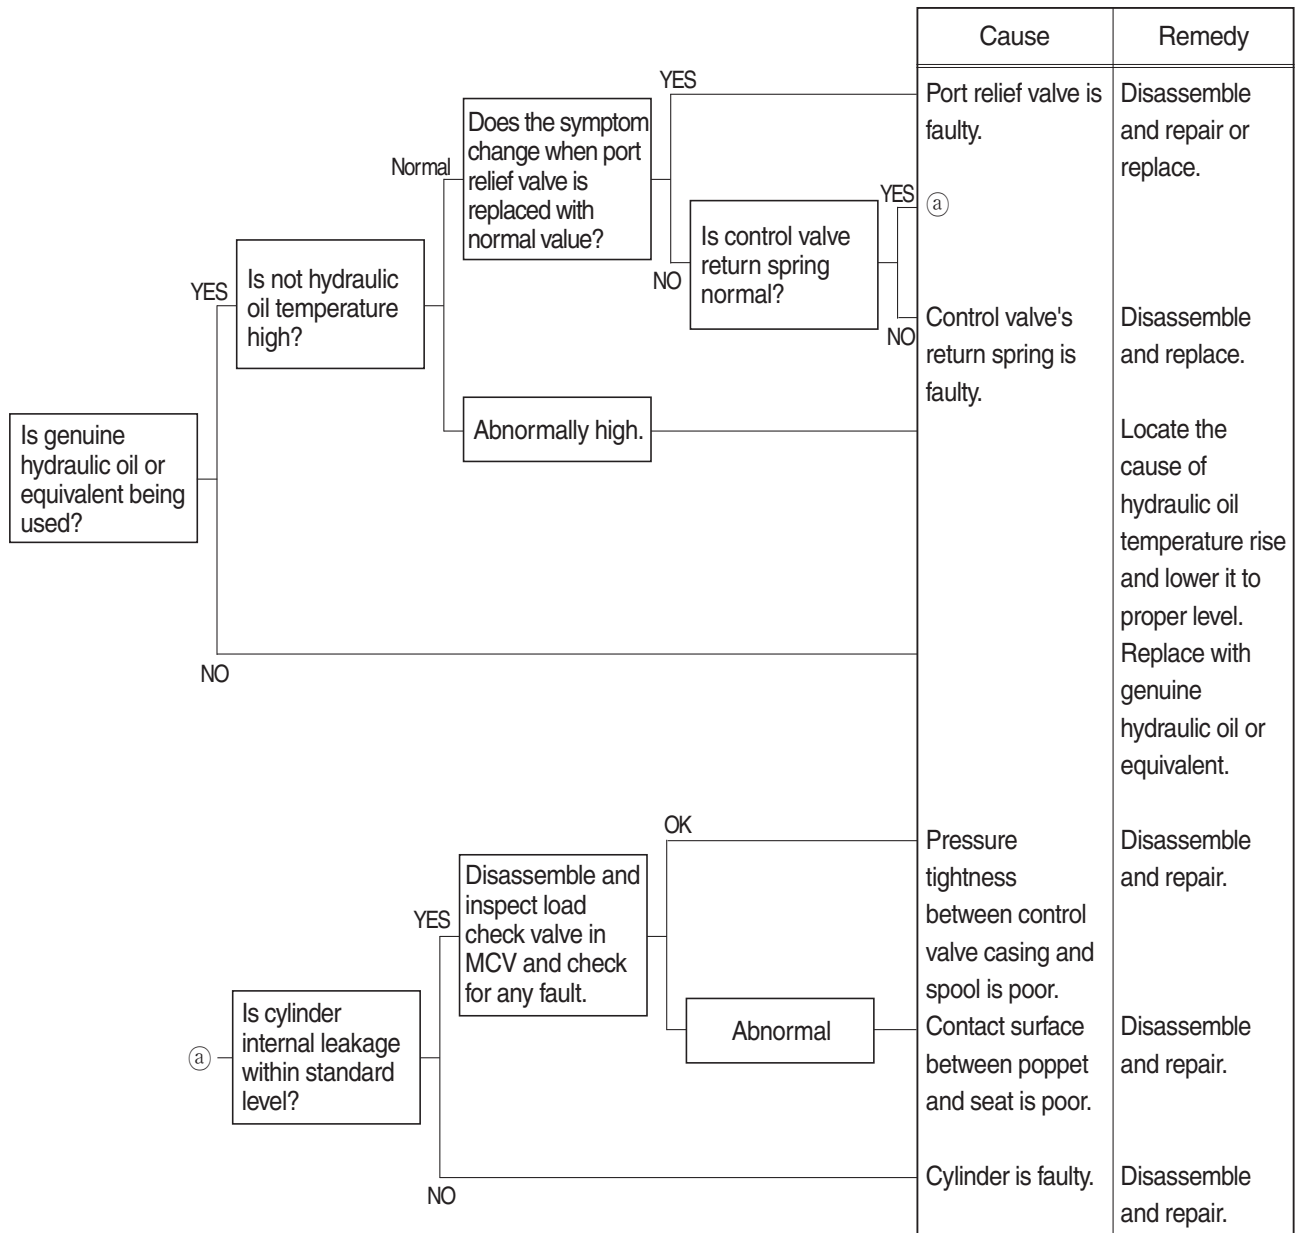 Cause
Remedy
YES
Port relief valve is
faulty.
Disassemble
and repair or
replace.
Does the symptom
change when port
relief valve is
replaced with
normal value?
Normal
YES
ⓐ
Is control valve
return spring
normal?
NO
Is not hydraulic
oil temperature
high?
YES
NO
Control valve's
return spring is
faulty.
Disassemble
and replace.
Abnormally high.
Is genuine
hydraulic oil or
equivalent being
used?
Locate the
cause of
hydraulic oil
temperature rise
and lower it to
proper level.
NO
Replace with
genuine
hydraulic oil or
equivalent.
OK
Pressure
tightness
between control
valve casing and
spool is poor.
Disassemble
and repair.
Disassemble and
inspect load
check valve in
MCV and check
for any fault.
YES
Abnormal
Contact surface
between poppet
and seat is poor.
Disassemble
and repair.
ⓐ
Is cylinder
internal leakage
within standard
level?
NO
Cylinder is faulty.
Disassemble
and repair.